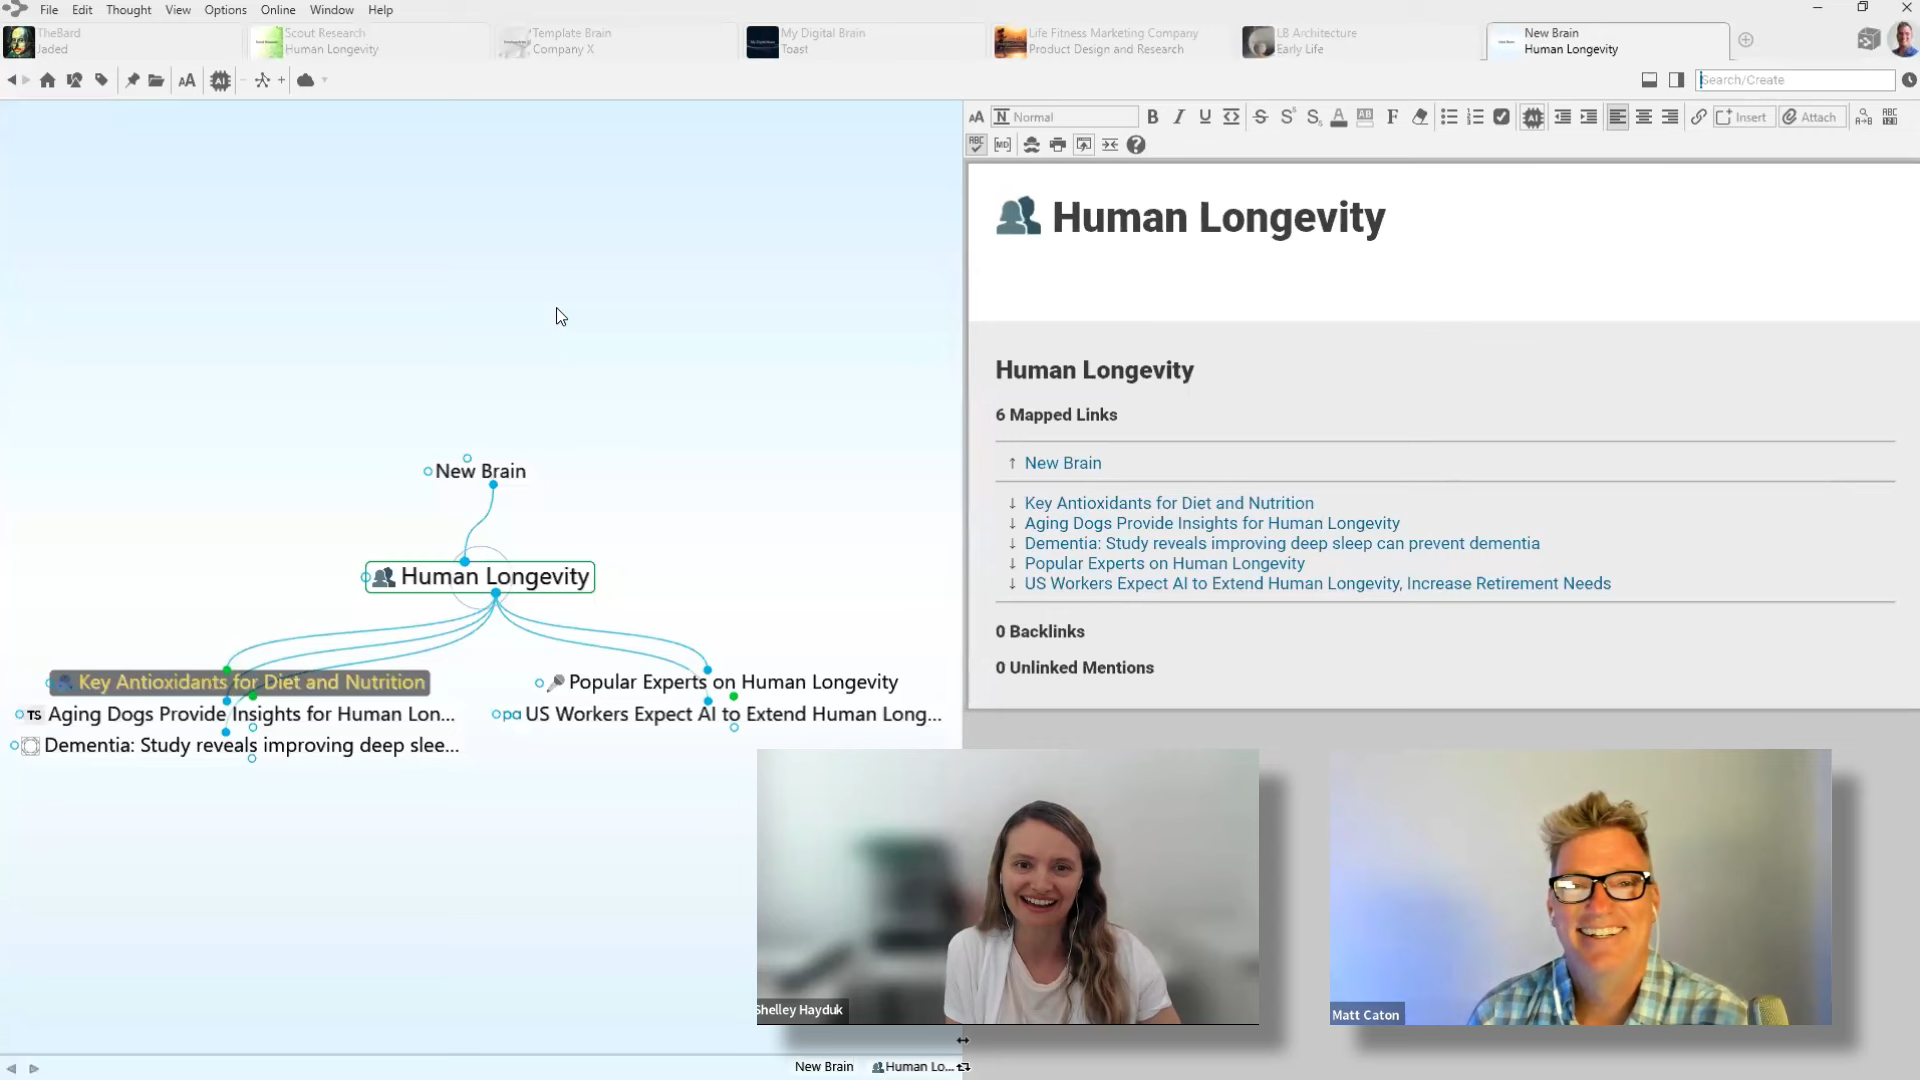 File Edit Thought View Options Online Window Help
TheBard
Jaded
Scout Research
Human Longevity
Template Brain
Company X
My Digital Brain
Toast
Life Fitness Marketing Company
Product Design and Research
LB Architecture
Early Life
New Brain
Human Longevity
Search/Create
Normal
Insert
Attach
Human Longevity
Human Longevity
6 Mapped Links
↑ New Brain
↓ Key Antioxidants for Diet and Nutrition
↓ Aging Dogs Provide Insights for Human Longevity
↓ Dementia: Study reveals improving deep sleep can prevent dementia
↓ Popular Experts on Human Longevity
↓ US Workers Expect AI to Extend Human Longevity, Increase Retirement Needs
0 Backlinks
0 Unlinked Mentions
New Brain
Human Longevity
Key Antioxidants for Diet and Nutrition
TS Aging Dogs Provide Insights for Human Lon...
Dementia: Study reveals improving deep slee...
Popular Experts on Human Longevity
pa US Workers Expect AI to Extend Human Long...
Shelley Hayduk
Matt Caton
New Brain
Human Lo...